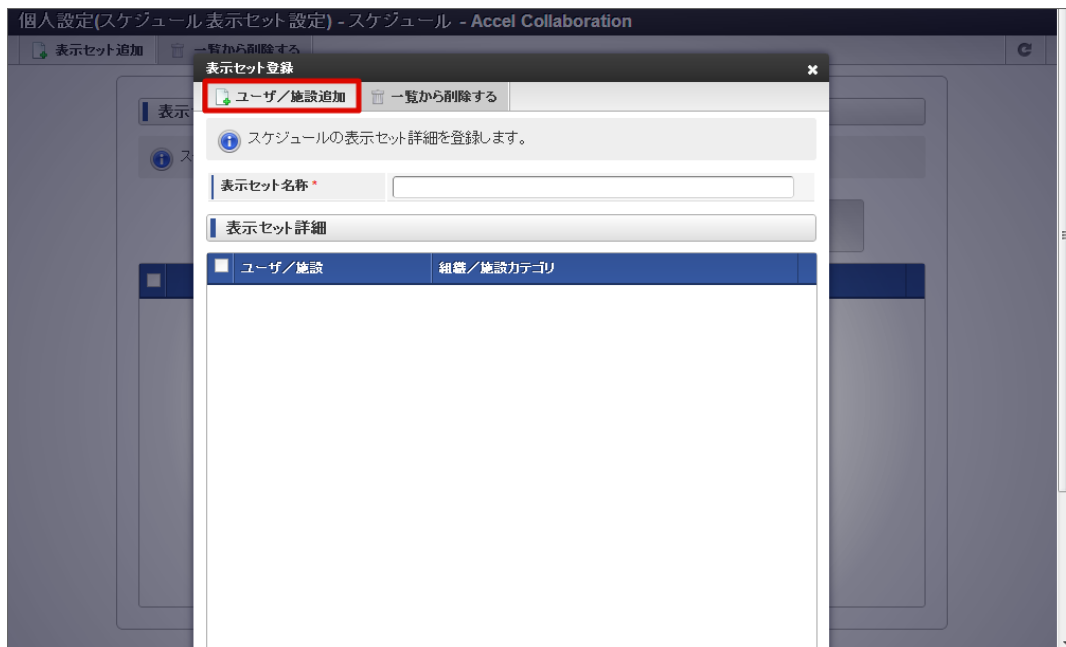 個人設定(スケジュール表示セット設定) - スケジュール - Accel Collaboration
表示セット追加 一覧から削除する
表示セット登録
ユーザ／施設追加 一覧から削除する
表示
スケジュールの表示セット詳細を登録します。
ス
表示セット名称 *
表示セット詳細
ユーザ／施設 組織／施設カテゴリ